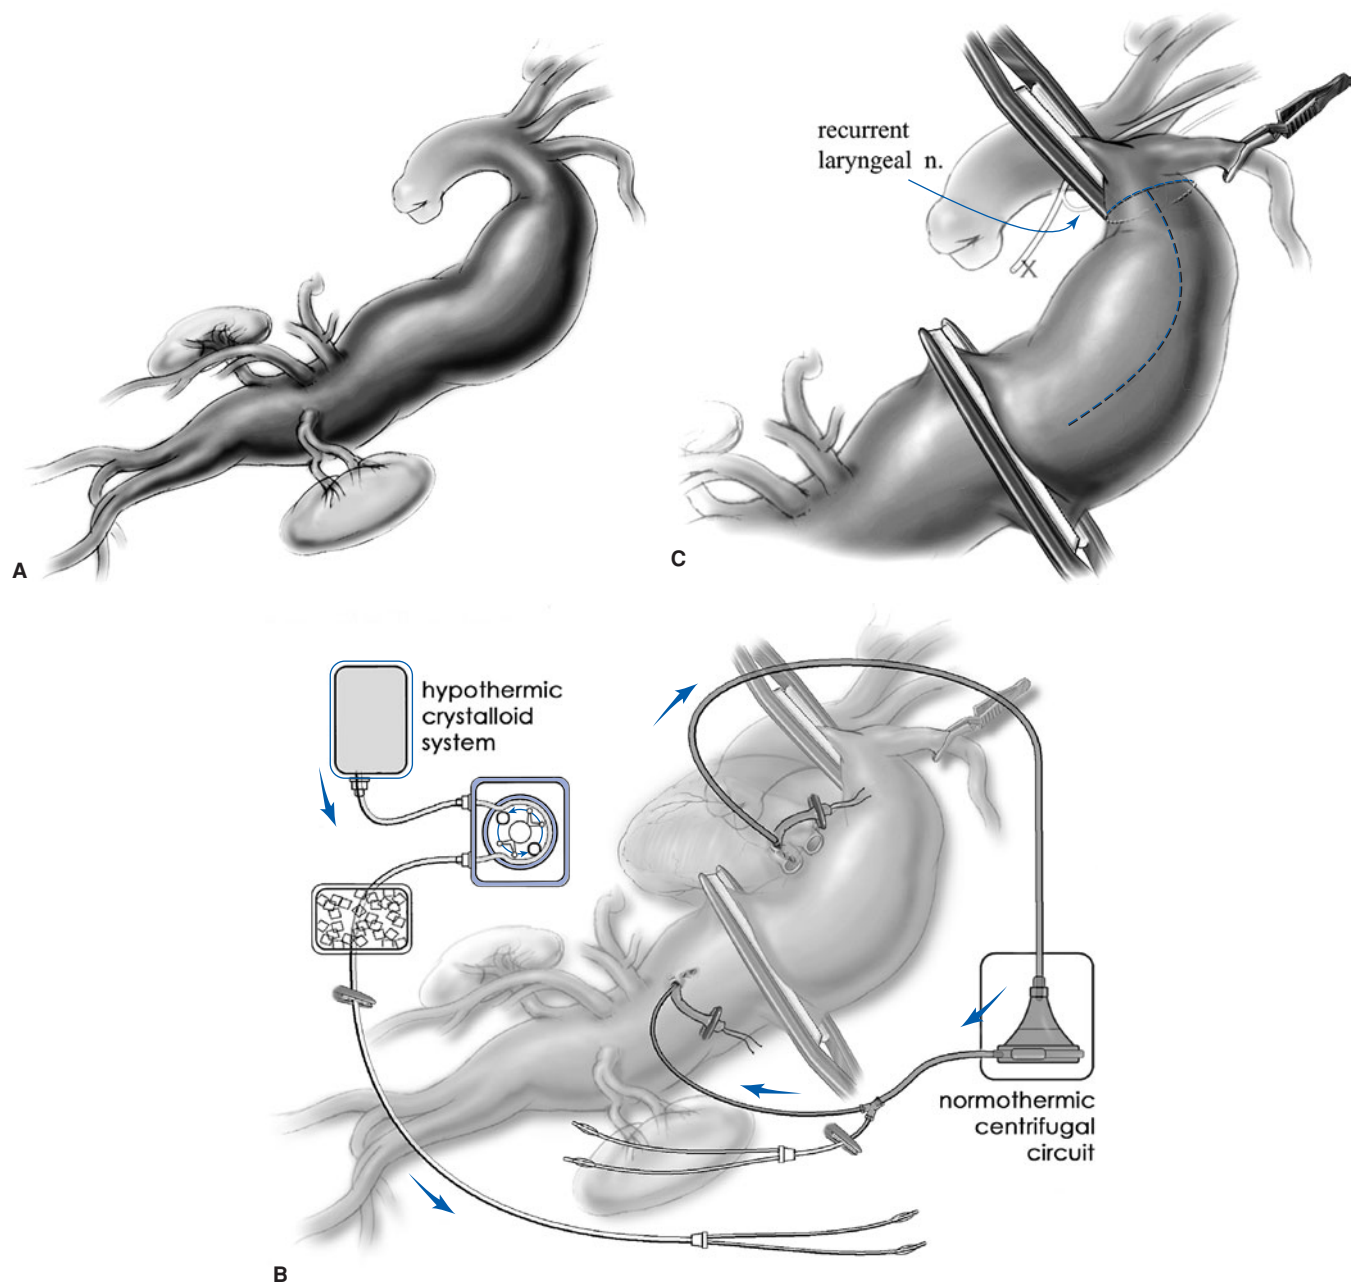 recurrent
laryngeal n.
A
C
hypothermic
crystalloid
system
normothermic
centrifugal
circuit
B